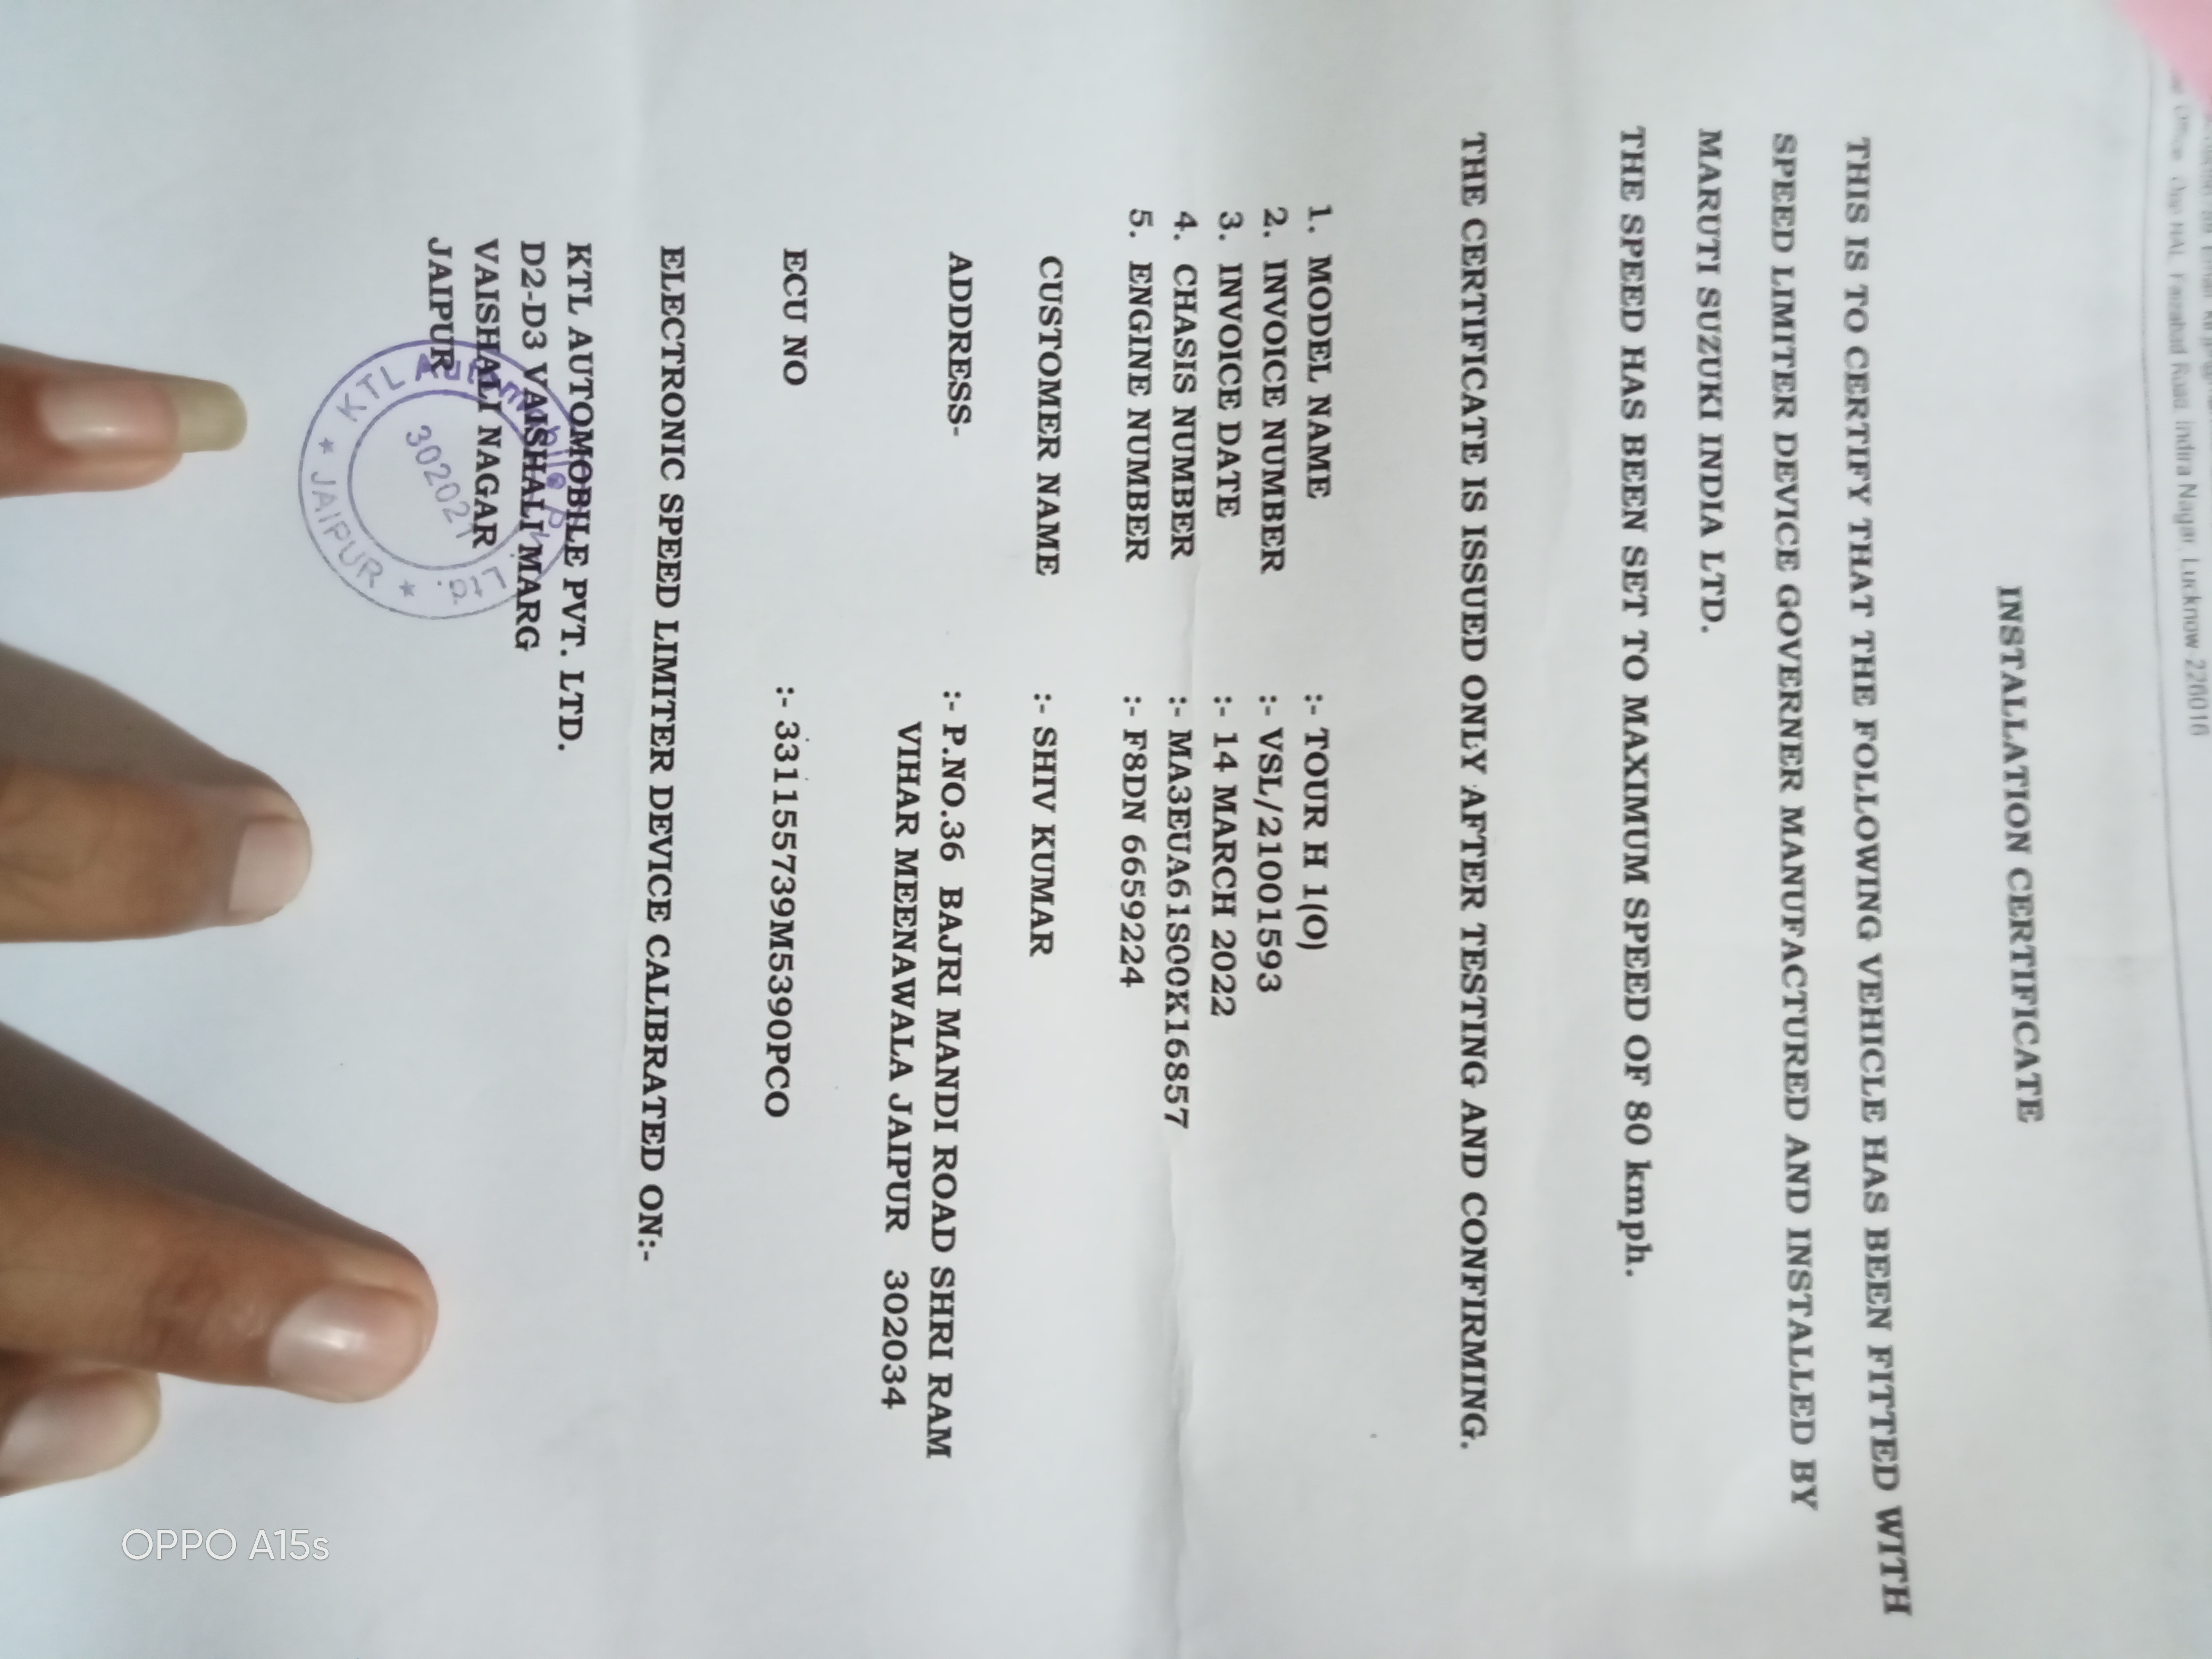 Office Opp HAL Faizabad Road, Indira Nagar, Lucknow-226016
INSTALLATION CERTIFICATE
THIS IS TO CERTIFY THAT THE FOLLOWING VEHICLE HAS BEEN FITTED WITH
SPEED LIMITER DEVICE GOVERNER MANUFACTURED AND INSTALLED BY
MARUTI SUZUKI INDIA LTD.
THE SPEED HAS BEEN SET TO MAXIMUM SPEED OF 80 kmph.
THE CERTIFICATE IS ISSUED ONLY AFTER TESTING AND CONFIRMING.
1. MODEL NAME :- TOUR H 1(O)
2. INVOICE NUMBER :- VSL/21001593
3. INVOICE DATE :- 14 MARCH 2022
4. CHASIS NUMBER :- MA3EUA61S00K16857
5. ENGINE NUMBER :- F8DN 6659224
CUSTOMER NAME :- SHIV KUMAR
ADDRESS- :- P.NO.36 BAJRI MANDI ROAD SHRI RAM
VIHAR MEENAWALA JAIPUR 302034
ECU NO :- 331155739M5390PCO
ELECTRONIC SPEED LIMITER DEVICE CALIBRATED ON:-
KTL AUTOMOBILE PVT. LTD.
D2-D3 VAISHALI MARG
VAISHALI NAGAR
JAIPUR
KTL Automobile Pvt. Ltd.
302021
* JAIPUR *
OPPO A15s